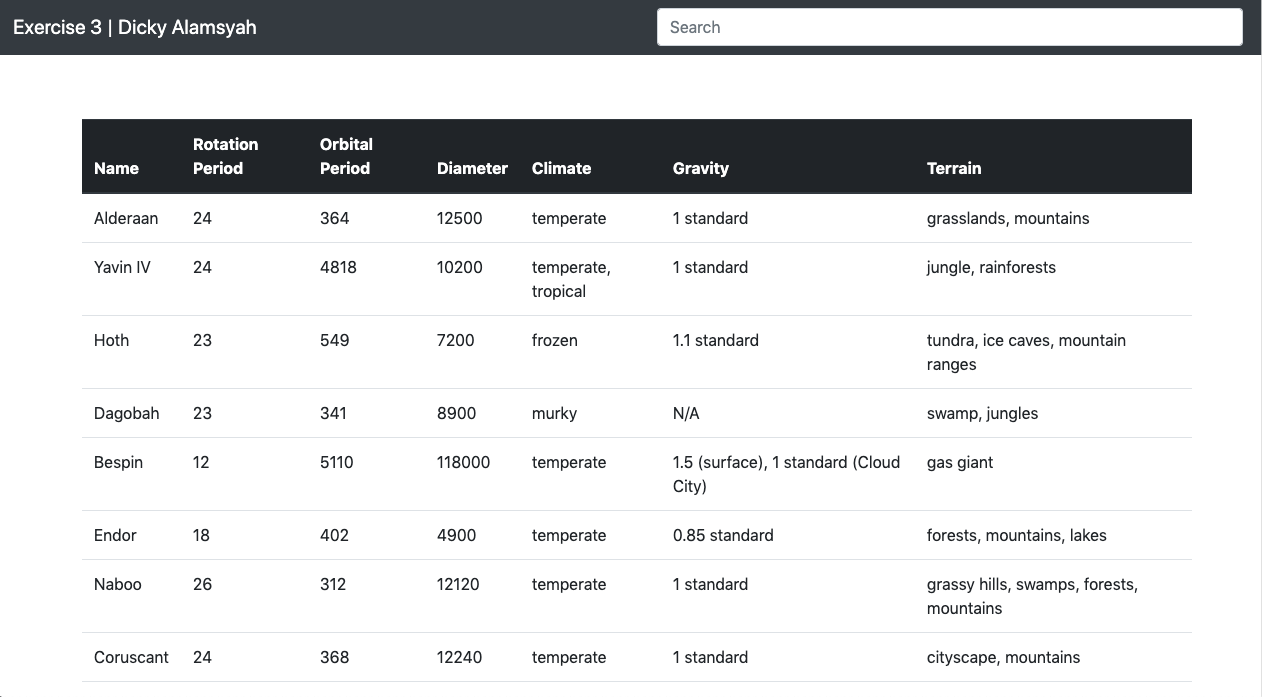 Exercise 3 | Dicky Alamsyah
Search
Name Rotation Period Orbital Period Diameter Climate Gravity Terrain
Alderaan 24 364 12500 temperate 1 standard grasslands, mountains
Yavin IV 24 4818 10200 temperate, tropical 1 standard jungle, rainforests
Hoth 23 549 7200 frozen 1.1 standard tundra, ice caves, mountain ranges
Dagobah 23 341 8900 murky N/A swamp, jungles
Bespin 12 5110 118000 temperate 1.5 (surface), 1 standard (Cloud City) gas giant
Endor 18 402 4900 temperate 0.85 standard forests, mountains, lakes
Naboo 26 312 12120 temperate 1 standard grassy hills, swamps, forests, mountains
Coruscant 24 368 12240 temperate 1 standard cityscape, mountains